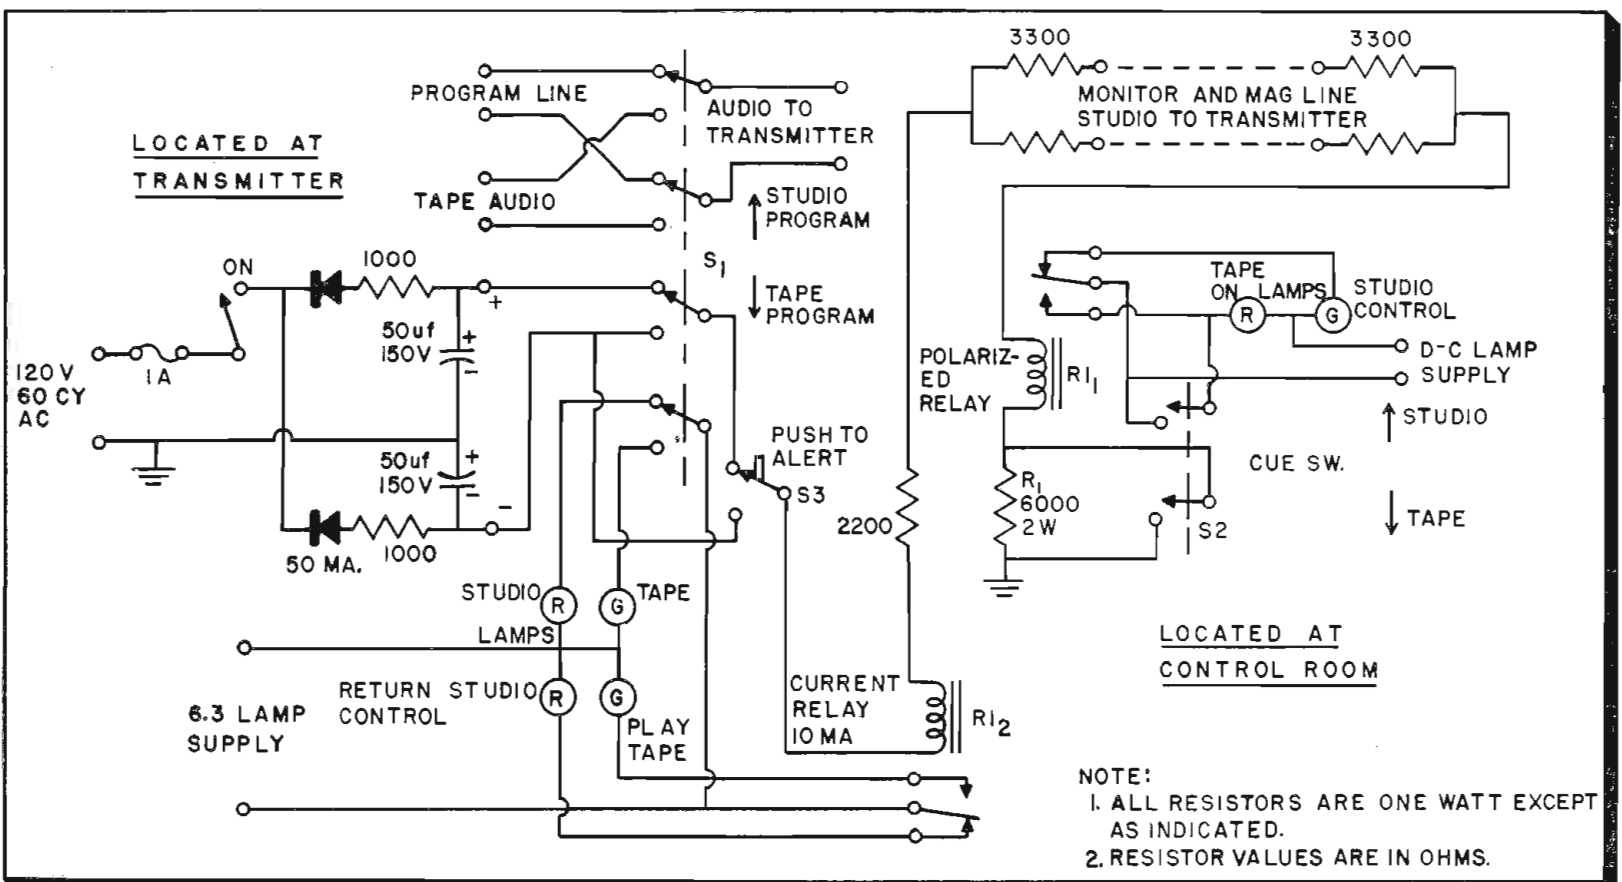 3300
3300
PROGRAM LINE
AUDIO TO
TRANSMITTER
MONITOR AND MAG LINE
STUDIO TO TRANSMITTER
LOCATED AT
TRANSMITTER
TAPE AUDIO
STUDIO
PROGRAM
S1
TAPE
PROGRAM
ON
1000
+
50uf
150V
+
-
120V
60 CY
AC
1A
50uf
150V
+
-
-
50 MA.
1000
PUSH TO
ALERT
S3
TAPE
ON LAMPS
R
G
STUDIO
CONTROL
D-C LAMP
SUPPLY
POLARIZ-
ED
RELAY
R11
STUDIO
CUE SW.
TAPE
R1
6000
2W
S2
2200
STUDIO
R
G
TAPE
LAMPS
RETURN STUDIO
CONTROL
R
G
PLAY
TAPE
6.3 LAMP
SUPPLY
CURRENT
RELAY
10 MA
R12
LOCATED AT
CONTROL ROOM
NOTE:
1. ALL RESISTORS ARE ONE WATT EXCEPT
AS INDICATED.
2. RESISTOR VALUES ARE IN OHMS.